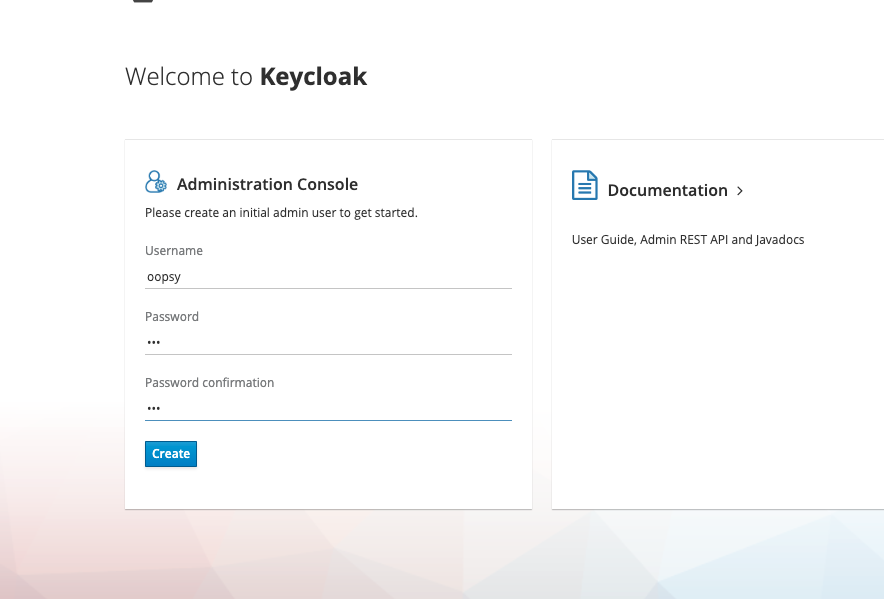 Welcome to Keycloak
Administration Console
Please create an initial admin user to get started.
Username
oopsy
Password
•••
Password confirmation
•••
Create
Documentation >
User Guide, Admin REST API and Javadocs